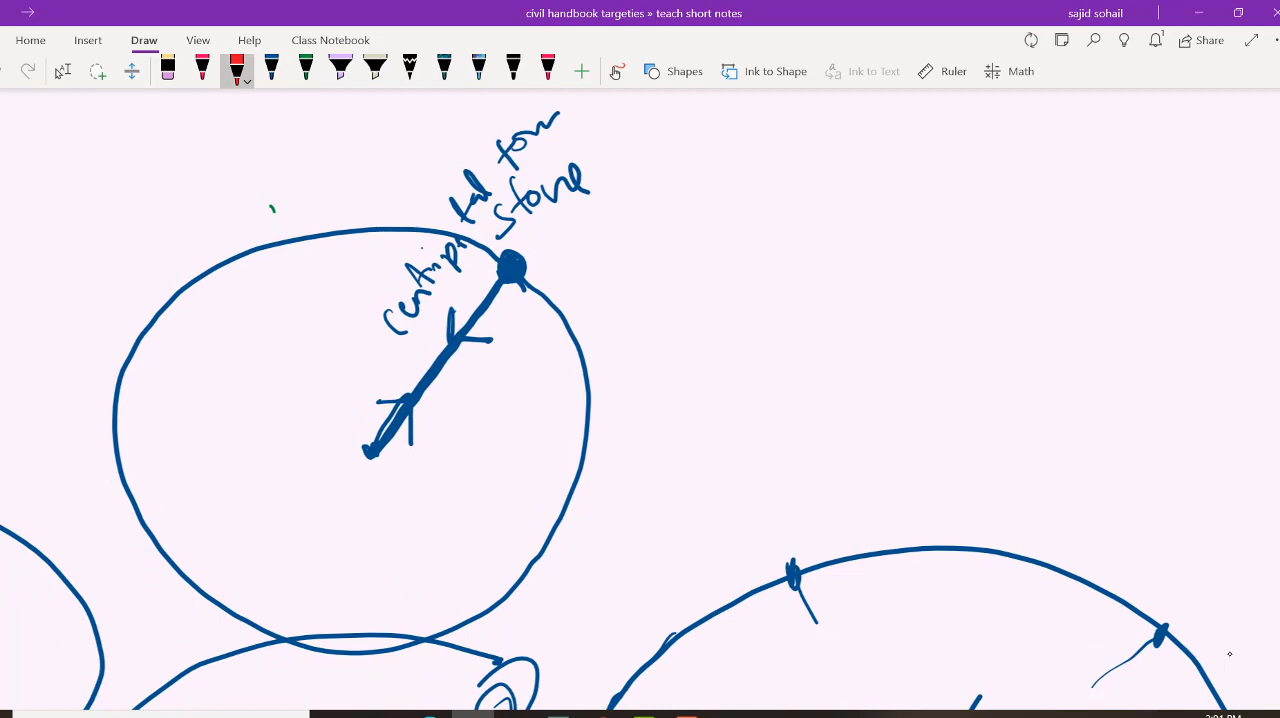 civil handbook targeties » teach short notes
sajid sohail
Home Insert Draw View Help Class Notebook
1
Share
Shapes Ink to Shape Ink to Text Ruler Math
Centripetal
Stone